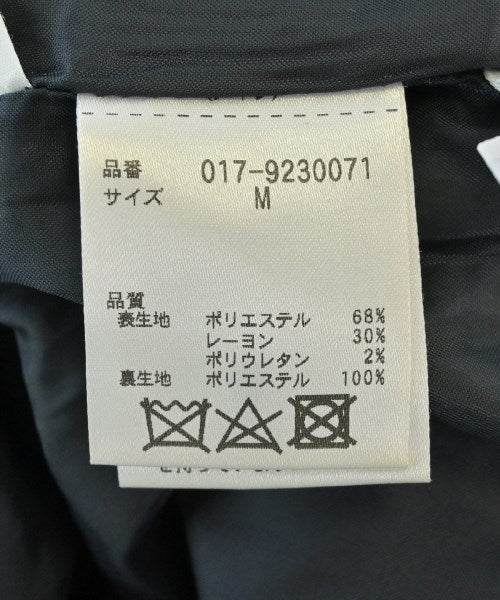 品番 017-9230071
サイズ M
品質
表生地 ポリエステル 68%
レーヨン 30%
ポリウレタン 2%
裏生地 ポリエステル 100%